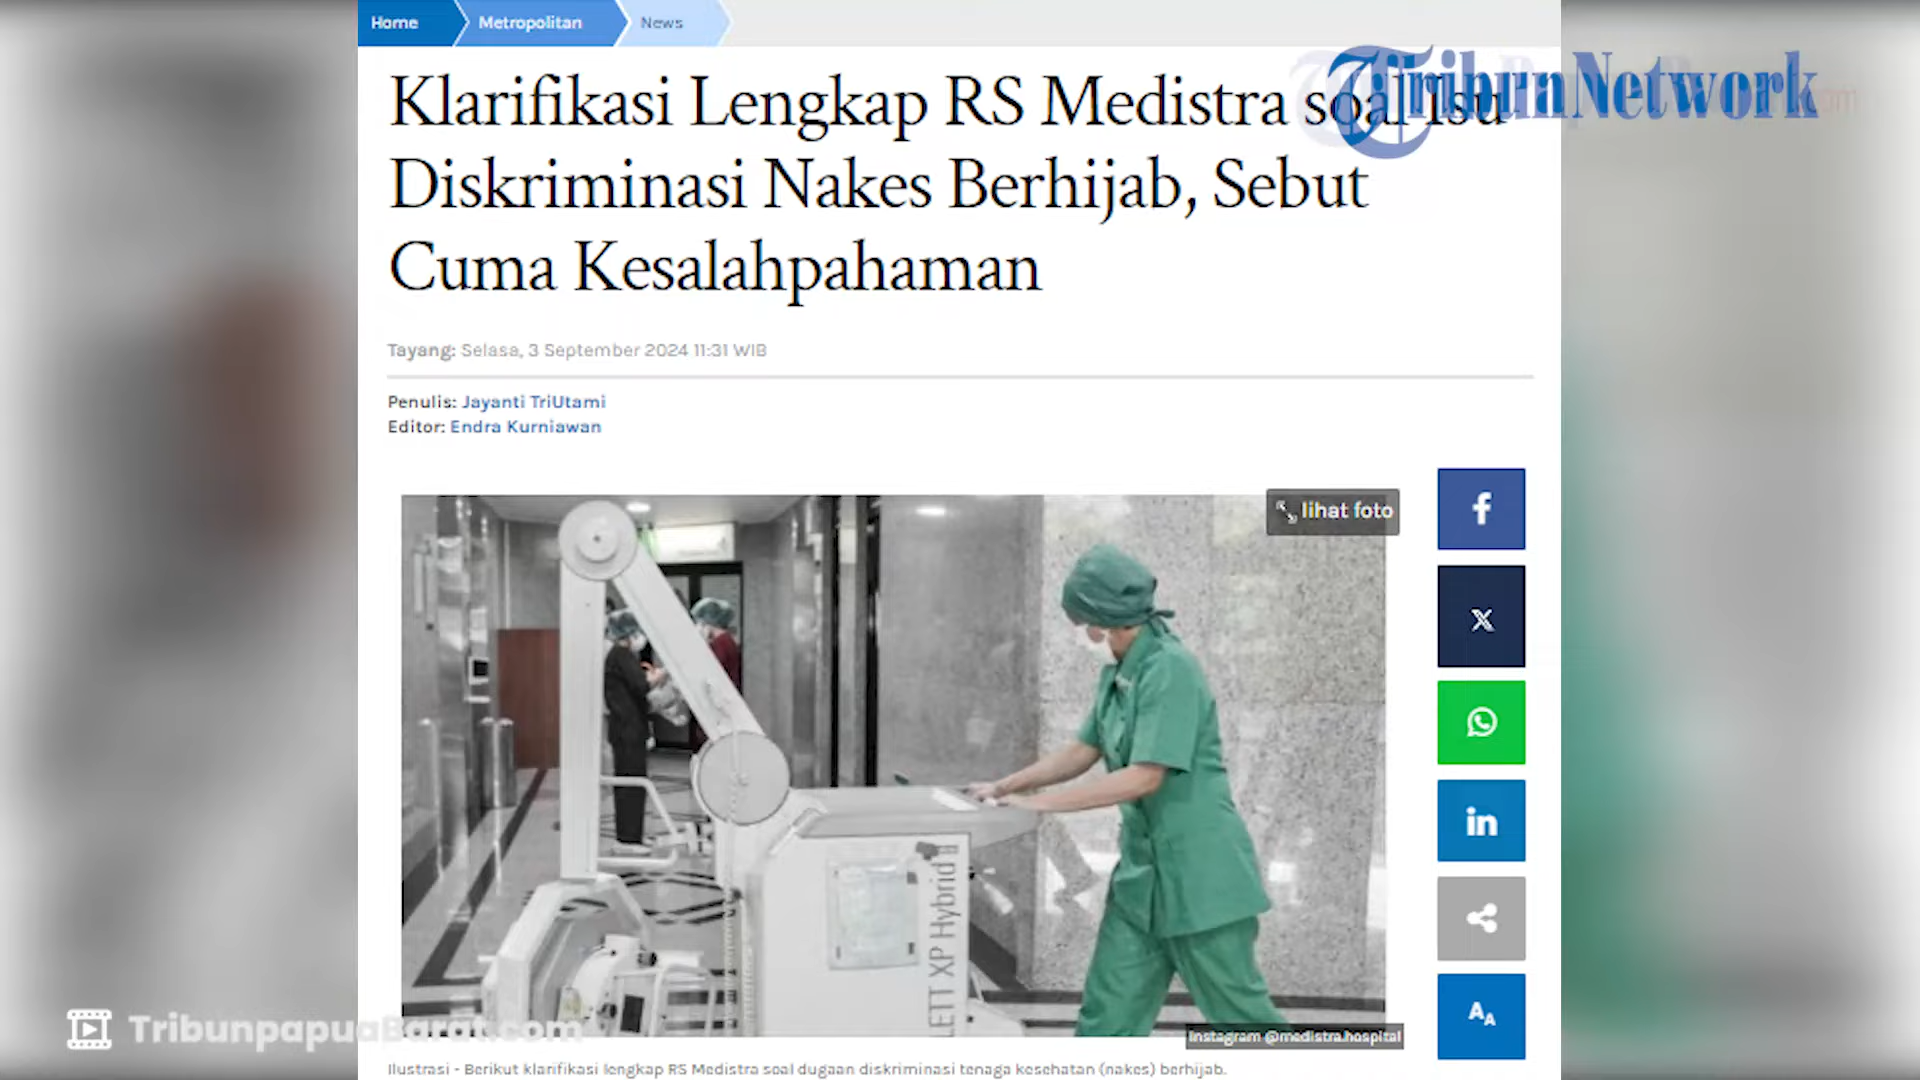 Home Metropolitan News
TribunNetwork
Klarifikasi Lengkap RS Medistra soal Isu
Diskriminasi Nakes Berhijab, Sebut
Cuma Kesalahpahaman
Tayang: Selasa, 3 September 2024 11:31 WIB
Penulis: Jayanti TriUtami
Editor: Endra Kurniawan
lihat foto
LETT XP Hybrid
Instagram @medistra.hospital
TribunpapuaBarat.com
Ilustrasi - Berikut klarifikasi lengkap RS Medistra soal dugaan diskriminasi tenaga kesehatan (nakes) berhijab.